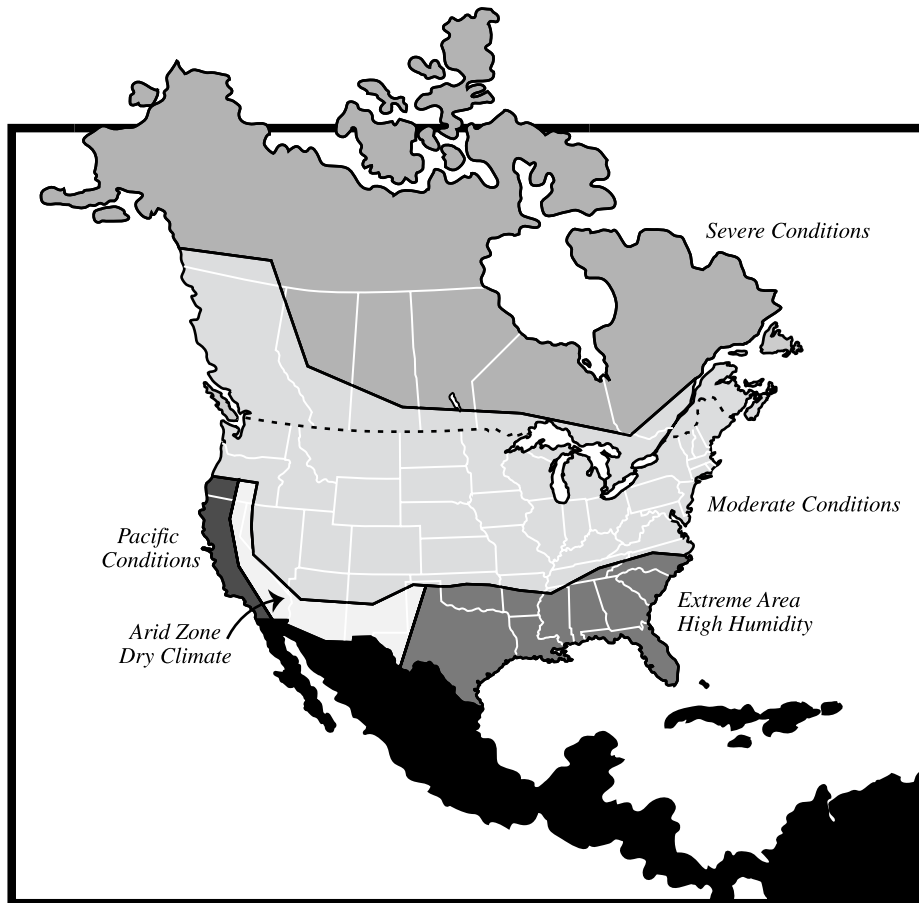 Severe Conditions
Moderate Conditions
Pacific
Conditions
Extreme Area
High Humidity
Arid Zone
Dry Climate